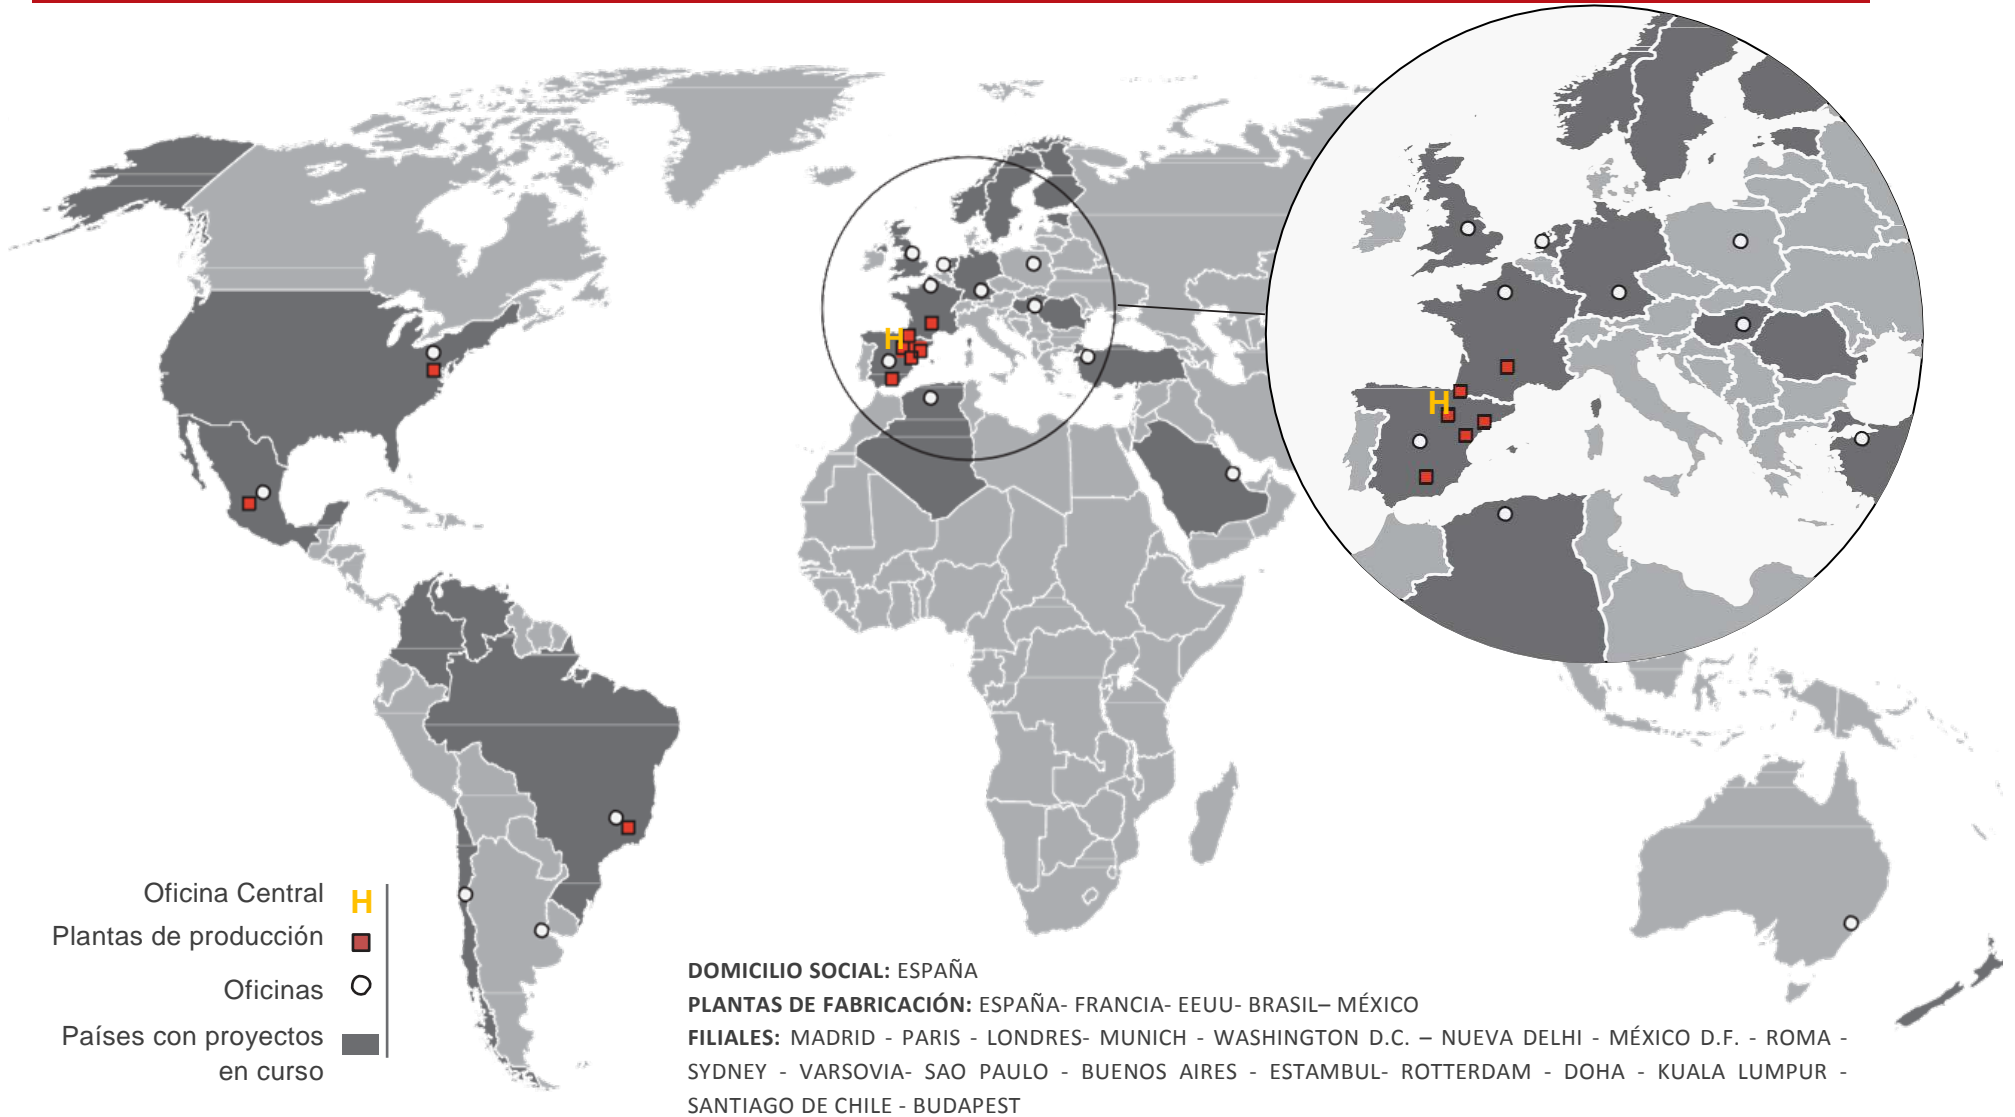 H
H
Oficina Central H
Plantas de producción
Oficinas
Países con proyectos
en curso
DOMICILIO SOCIAL: ESPAÑA
PLANTAS DE FABRICACIÓN: ESPAÑA- FRANCIA- EEUU- BRASIL– MÉXICO
FILIALES: MADRID - PARIS - LONDRES- MUNICH - WASHINGTON D.C. – NUEVA DELHI - MÉXICO D.F. - ROMA -
SYDNEY - VARSOVIA- SAO PAULO - BUENOS AIRES - ESTAMBUL- ROTTERDAM - DOHA - KUALA LUMPUR -
SANTIAGO DE CHILE - BUDAPEST